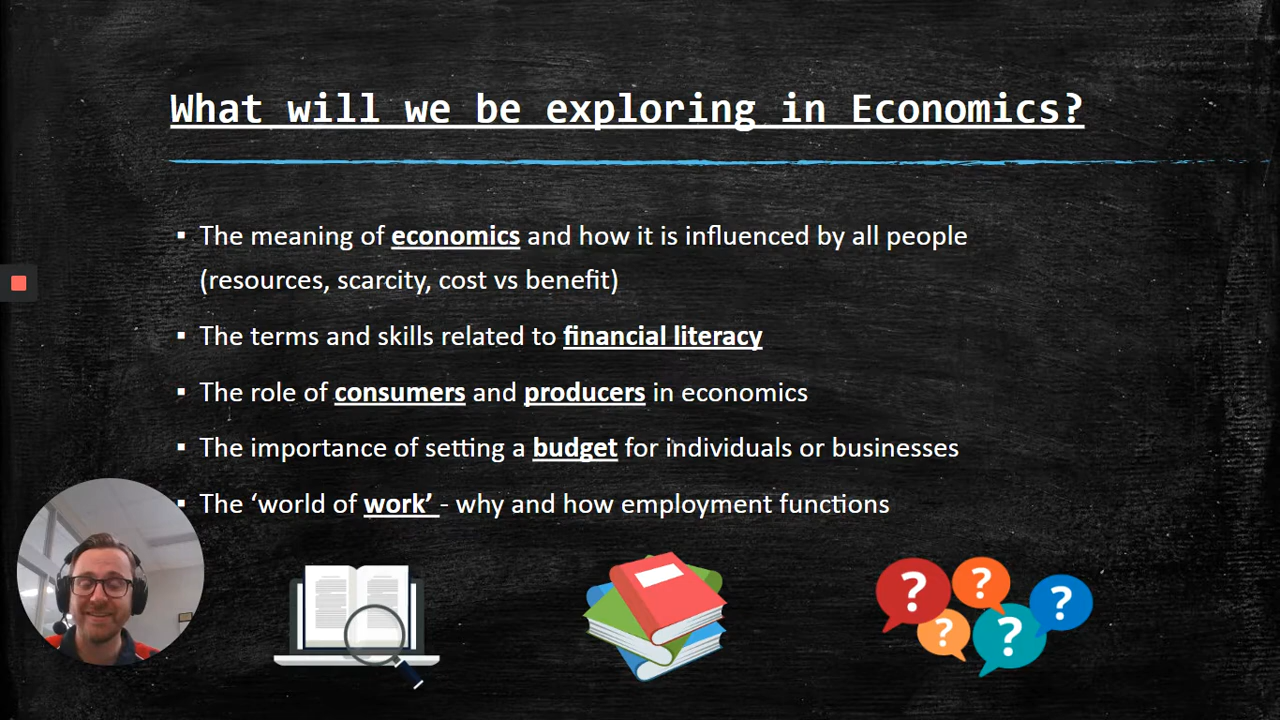 What will we be exploring in Economics?
▪ The meaning of economics and how it is influenced by all people
(resources, scarcity, cost vs benefit)
▪ The terms and skills related to financial literacy
▪ The role of consumers and producers in economics
▪ The importance of setting a budget for individuals or businesses
▪ The ‘world of work’ - why and how employment functions
? ? ? ? ?